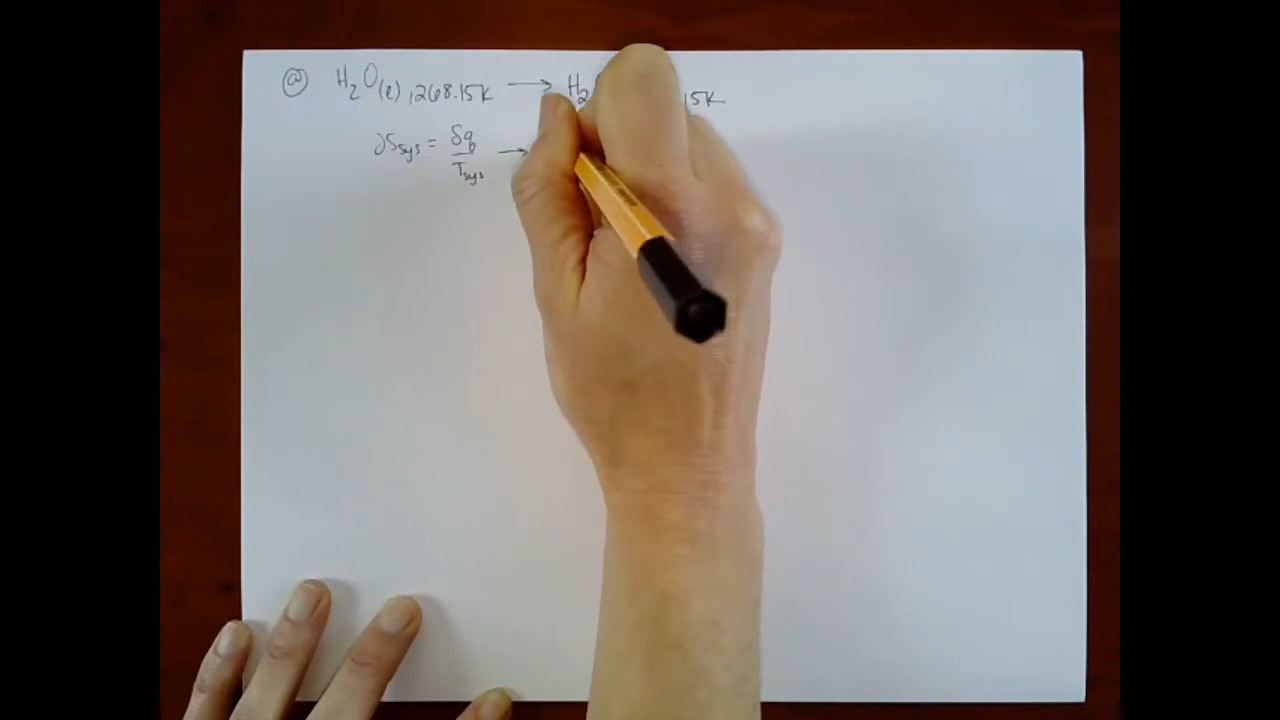 ⓐ H₂O(l), 268.15K → H₂ 15K
∂Ssys = δq/Tsys →